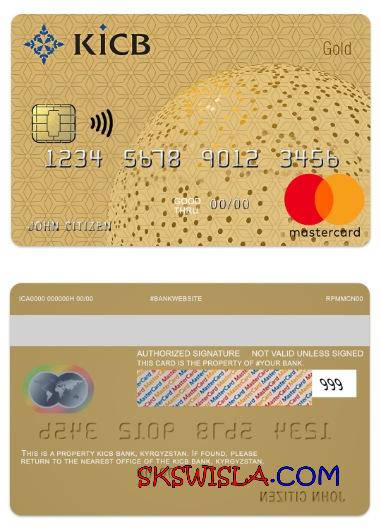 KICB
Gold
1234 5678 9012 3456
GOOD
THRU 00/00
JOHN CITIZEN
mastercard
ICA0000 000000H 00/00 #BANKWEBSITE RPMMCN00
AUTHORIZED SIGNATURE NOT VALID UNLESS SIGNED
THIS CARD IS THE PROPERTY OF #YOUR BANK
MasterCard MasterCard MasterCard
999
1234 5678 9012 3456
THIS IS A PROPERTY KICB BANK, KYRGYZSTAN. IF FOUND, PLEASE
RETURN TO THE NEAREST OFFICE OF THE KICB BANK, KYRGYZSTAN.
SKSWISLA.COM
JOHN CITIZEN